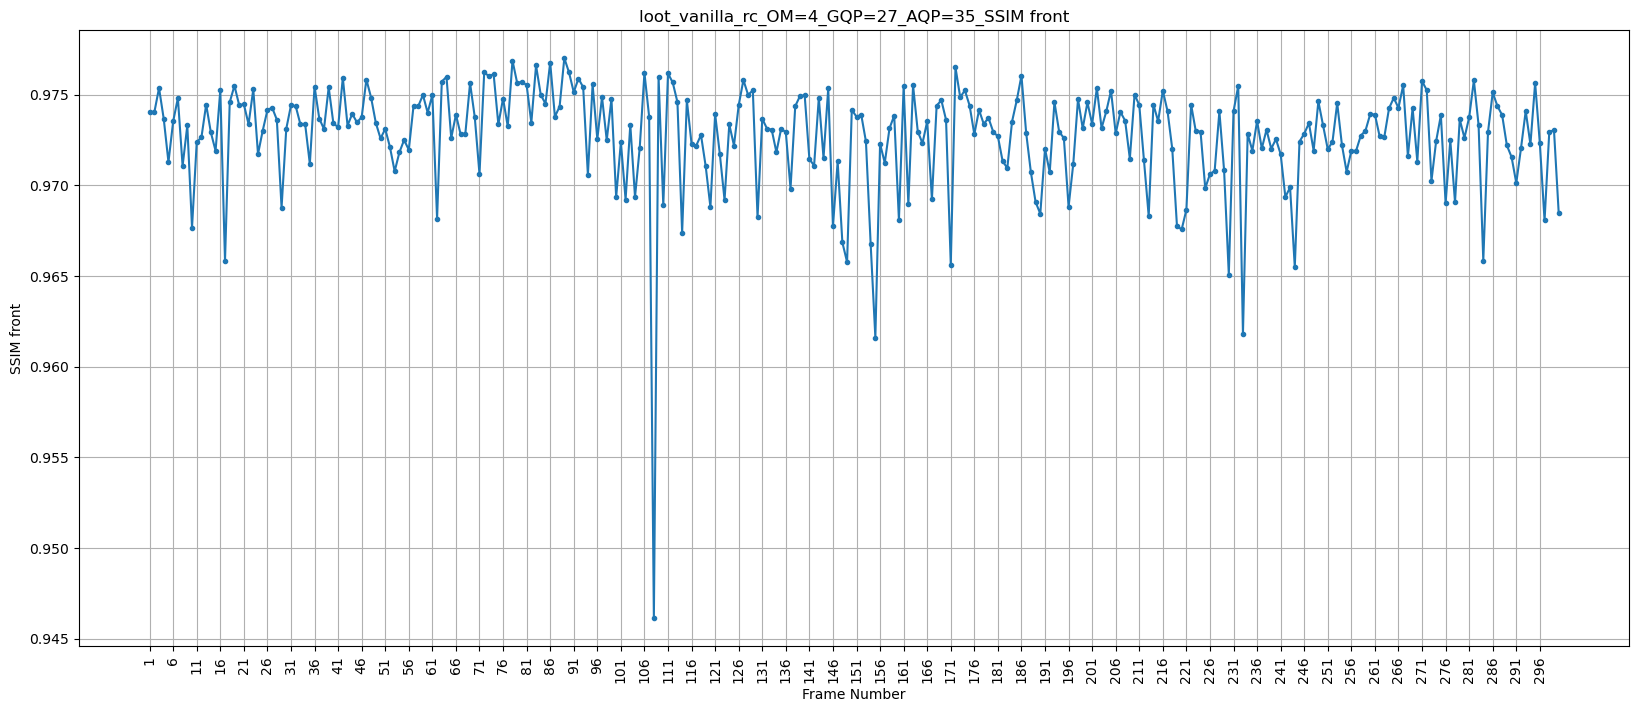 loot_vanilla_rc_OM=4_GQP=27_AQP=35_SSIM front
SSIM front
0.975
0.970
0.965
0.960
0.955
0.950
0.945
1 6 11 16 21 26 31 36 41 46 51 56 61 66 71 76 81 86 91 96 101 106 111 116 121 126 131 136 141 146 151 156 161 166 171 176 181 186 191 196 201 206 211 216 221 226 231 236 241 246 251 256 261 266 271 276 281 286 291 296
Frame Number